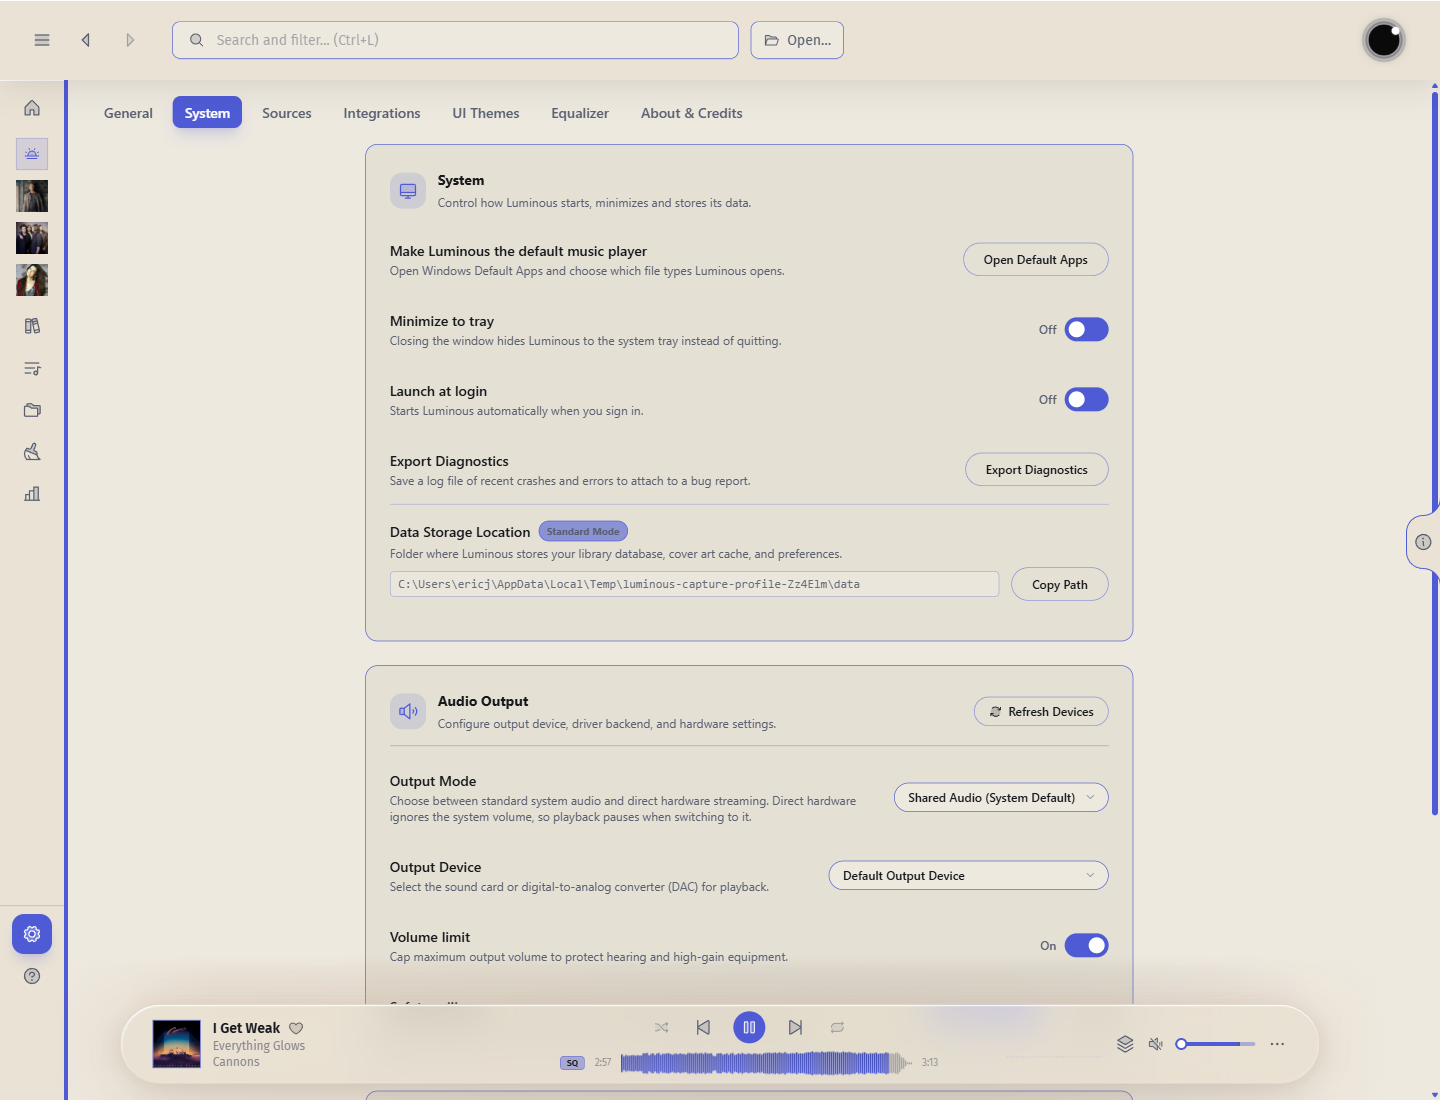 Search and filter... (Ctrl+L)
Open...
General
System
Sources
Integrations
UI Themes
Equalizer
About & Credits
System
Control how Luminous starts, minimizes and stores its data.
Make Luminous the default music player
Open Windows Default Apps and choose which file types Luminous opens.
Open Default Apps
Minimize to tray
Closing the window hides Luminous to the system tray instead of quitting.
Off
Launch at login
Starts Luminous automatically when you sign in.
Off
Export Diagnostics
Save a log file of recent crashes and errors to attach to a bug report.
Export Diagnostics
Data Storage Location
Standard Mode
Folder where Luminous stores your library database, cover art cache, and preferences.
C:\Users\ericj\AppData\Local\Temp\luminous-capture-profile-Zz4Elm\data
Copy Path
Audio Output
Configure output device, driver backend, and hardware settings.
Refresh Devices
Output Mode
Choose between standard system audio and direct hardware streaming. Direct hardware
ignores the system volume, so playback pauses when switching to it.
Shared Audio (System Default)
Output Device
Select the sound card or digital-to-analog converter (DAC) for playback.
Default Output Device
Volume limit
Cap maximum output volume to protect hearing and high-gain equipment.
On
I Get Weak
Everything Glows
Cannons
SQ
2:57
3:13